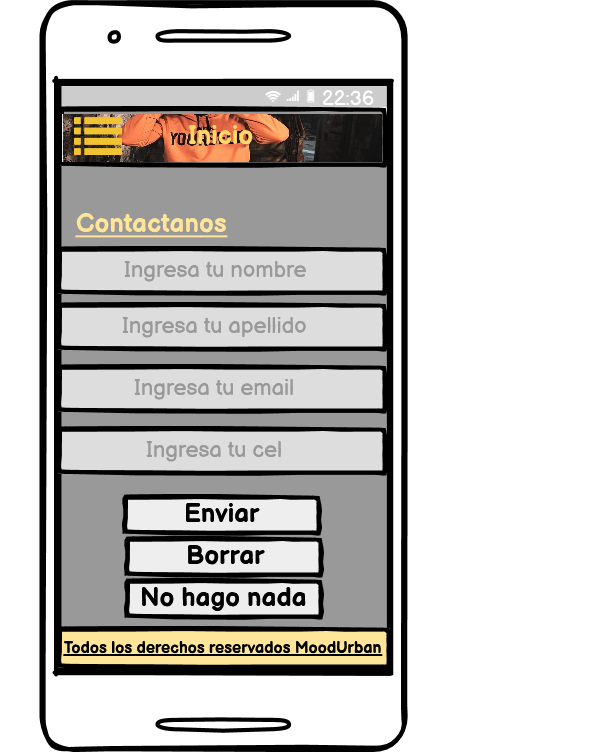 22:36
Inicio
Contactanos
Ingresa tu nombre
Ingresa tu apellido
Ingresa tu email
Ingresa tu cel
Enviar
Borrar
No hago nada
Todos los derechos reservados MoodUrban